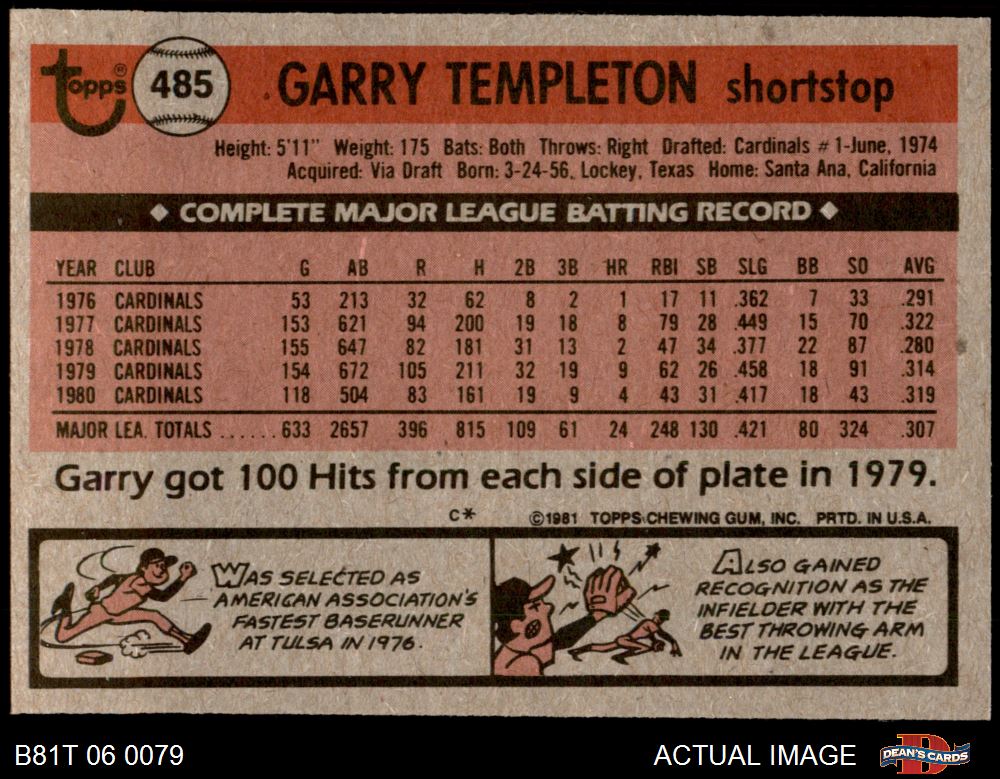 Topps® 485 GARRY TEMPLETON shortstop
Height: 5'11" Weight: 175 Bats: Both Throws: Right Drafted: Cardinals #1-June, 1974
Acquired: Via Draft Born: 3-24-56, Lockey, Texas Home: Santa Ana, California
◆ COMPLETE MAJOR LEAGUE BATTING RECORD ◆
YEAR CLUB G AB R H 2B 3B HR RBI SB SLG BB SO AVG
1976 CARDINALS 53 213 32 62 8 2 1 17 11 .362 7 33 .291
1977 CARDINALS 153 621 94 200 19 18 8 79 28 .449 15 70 .322
1978 CARDINALS 155 647 82 181 31 13 2 47 34 .377 22 87 .280
1979 CARDINALS 154 672 105 211 32 19 9 62 26 .458 18 91 .314
1980 CARDINALS 118 504 83 161 19 9 4 43 31 .417 18 43 .319
MAJOR LEA. TOTALS ...... 633 2657 396 815 109 61 24 248 130 .421 80 324 .307
Garry got 100 Hits from each side of plate in 1979.
C* ©1981 TOPPS CHEWING GUM, INC. PRTD. IN U.S.A.
WAS SELECTED AS
AMERICAN ASSOCIATION'S
FASTEST BASERUNNER
AT TULSA IN 1976.
ALSO GAINED
RECOGNITION AS THE
INFIELDER WITH THE
BEST THROWING ARM
IN THE LEAGUE.
B81T 06 0079 ACTUAL IMAGE DEAN'S CARDS